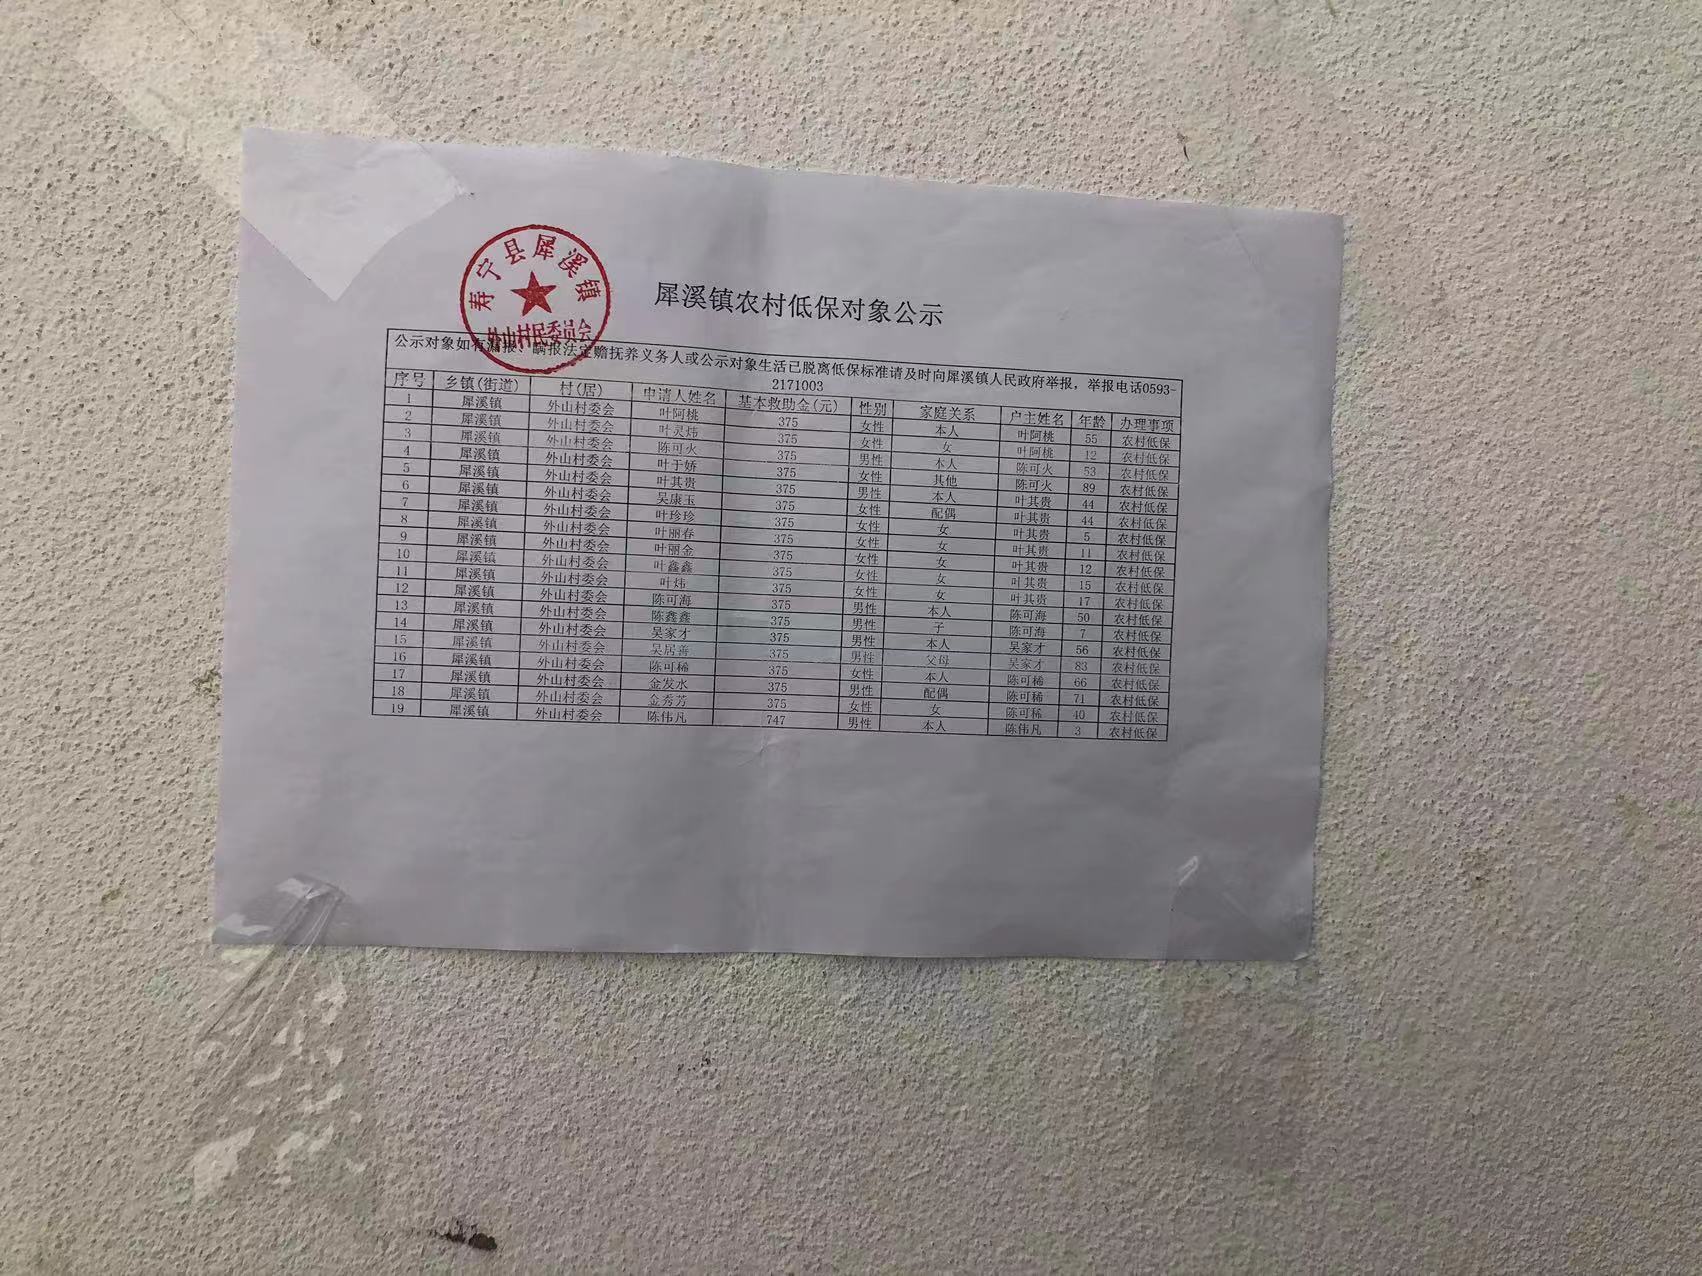 寿宁县犀溪镇
外山村民委员会
犀溪镇农村低保对象公示
公示对象如有漏报、瞒报法定赡抚养义务人或公示对象生活已脱离低保标准请及时向犀溪镇人民政府举报，举报电话0593-
2171003
序号 乡镇(街道) 村(居) 申请人姓名 基本救助金(元) 性别 家庭关系 户主姓名 年龄 办理事项
1 犀溪镇 外山村委会 叶阿桃 375 女性 本人 叶阿桃 55 农村低保
2 犀溪镇 外山村委会 叶灵炜 375 女性 女 叶阿桃 12 农村低保
3 犀溪镇 外山村委会 陈可火 375 男性 本人 陈可火 53 农村低保
4 犀溪镇 外山村委会 叶于娇 375 女性 其他 陈可火 89 农村低保
5 犀溪镇 外山村委会 叶其贵 375 男性 本人 叶其贵 44 农村低保
6 犀溪镇 外山村委会 吴康玉 375 女性 配偶 叶其贵 44 农村低保
7 犀溪镇 外山村委会 叶珍珍 375 女性 女 叶其贵 5 农村低保
8 犀溪镇 外山村委会 叶丽春 375 女性 女 叶其贵 11 农村低保
9 犀溪镇 外山村委会 叶丽金 375 女性 女 叶其贵 12 农村低保
10 犀溪镇 外山村委会 叶鑫鑫 375 女性 女 叶其贵 15 农村低保
11 犀溪镇 外山村委会 叶炜 375 女性 女 叶其贵 17 农村低保
12 犀溪镇 外山村委会 陈可海 375 男性 本人 陈可海 50 农村低保
13 犀溪镇 外山村委会 陈鑫鑫 375 男性 子 陈可海 7 农村低保
14 犀溪镇 外山村委会 吴家才 375 男性 本人 吴家才 56 农村低保
15 犀溪镇 外山村委会 吴居善 375 男性 父母 吴家才 83 农村低保
16 犀溪镇 外山村委会 陈可稀 375 女性 本人 陈可稀 66 农村低保
17 犀溪镇 外山村委会 金发水 375 男性 配偶 陈可稀 71 农村低保
18 犀溪镇 外山村委会 金秀芳 375 女性 女 陈可稀 40 农村低保
19 犀溪镇 外山村委会 陈伟凡 747 男性 本人 陈伟凡 3 农村低保